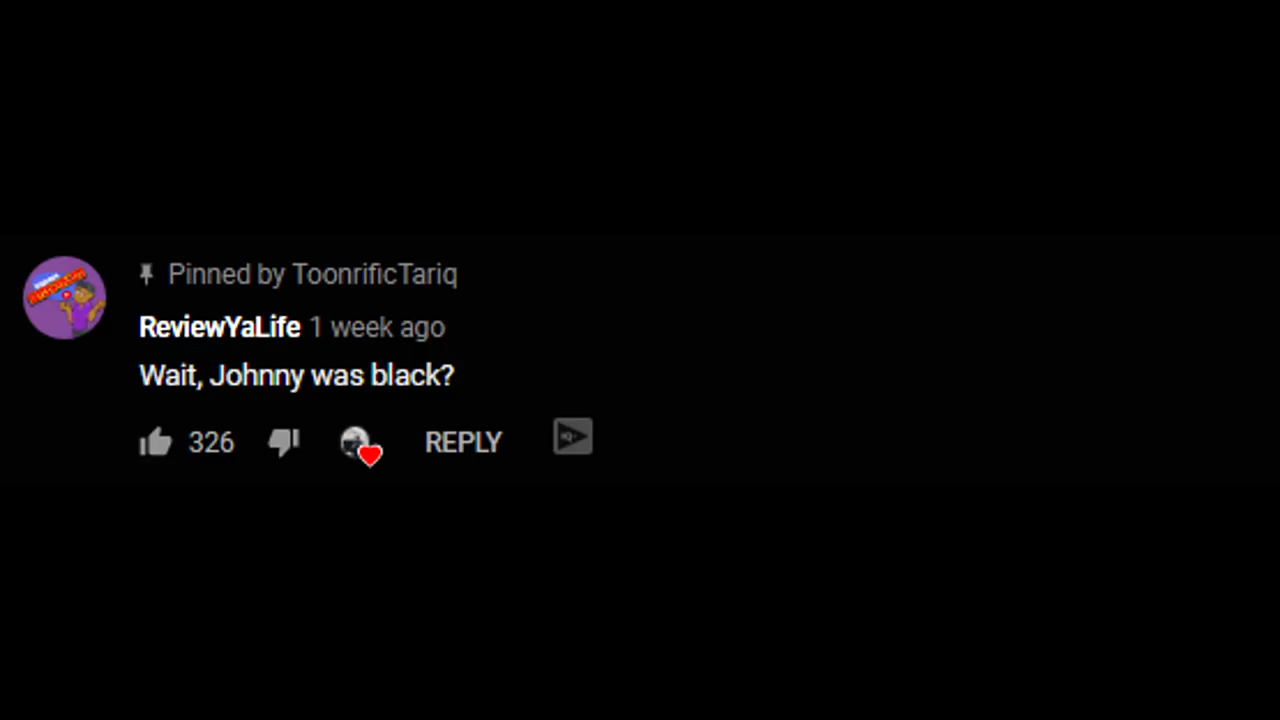 Pinned by ToonrificTariq
ReviewYaLife 1 week ago
Wait, Johnny was black?
326 REPLY